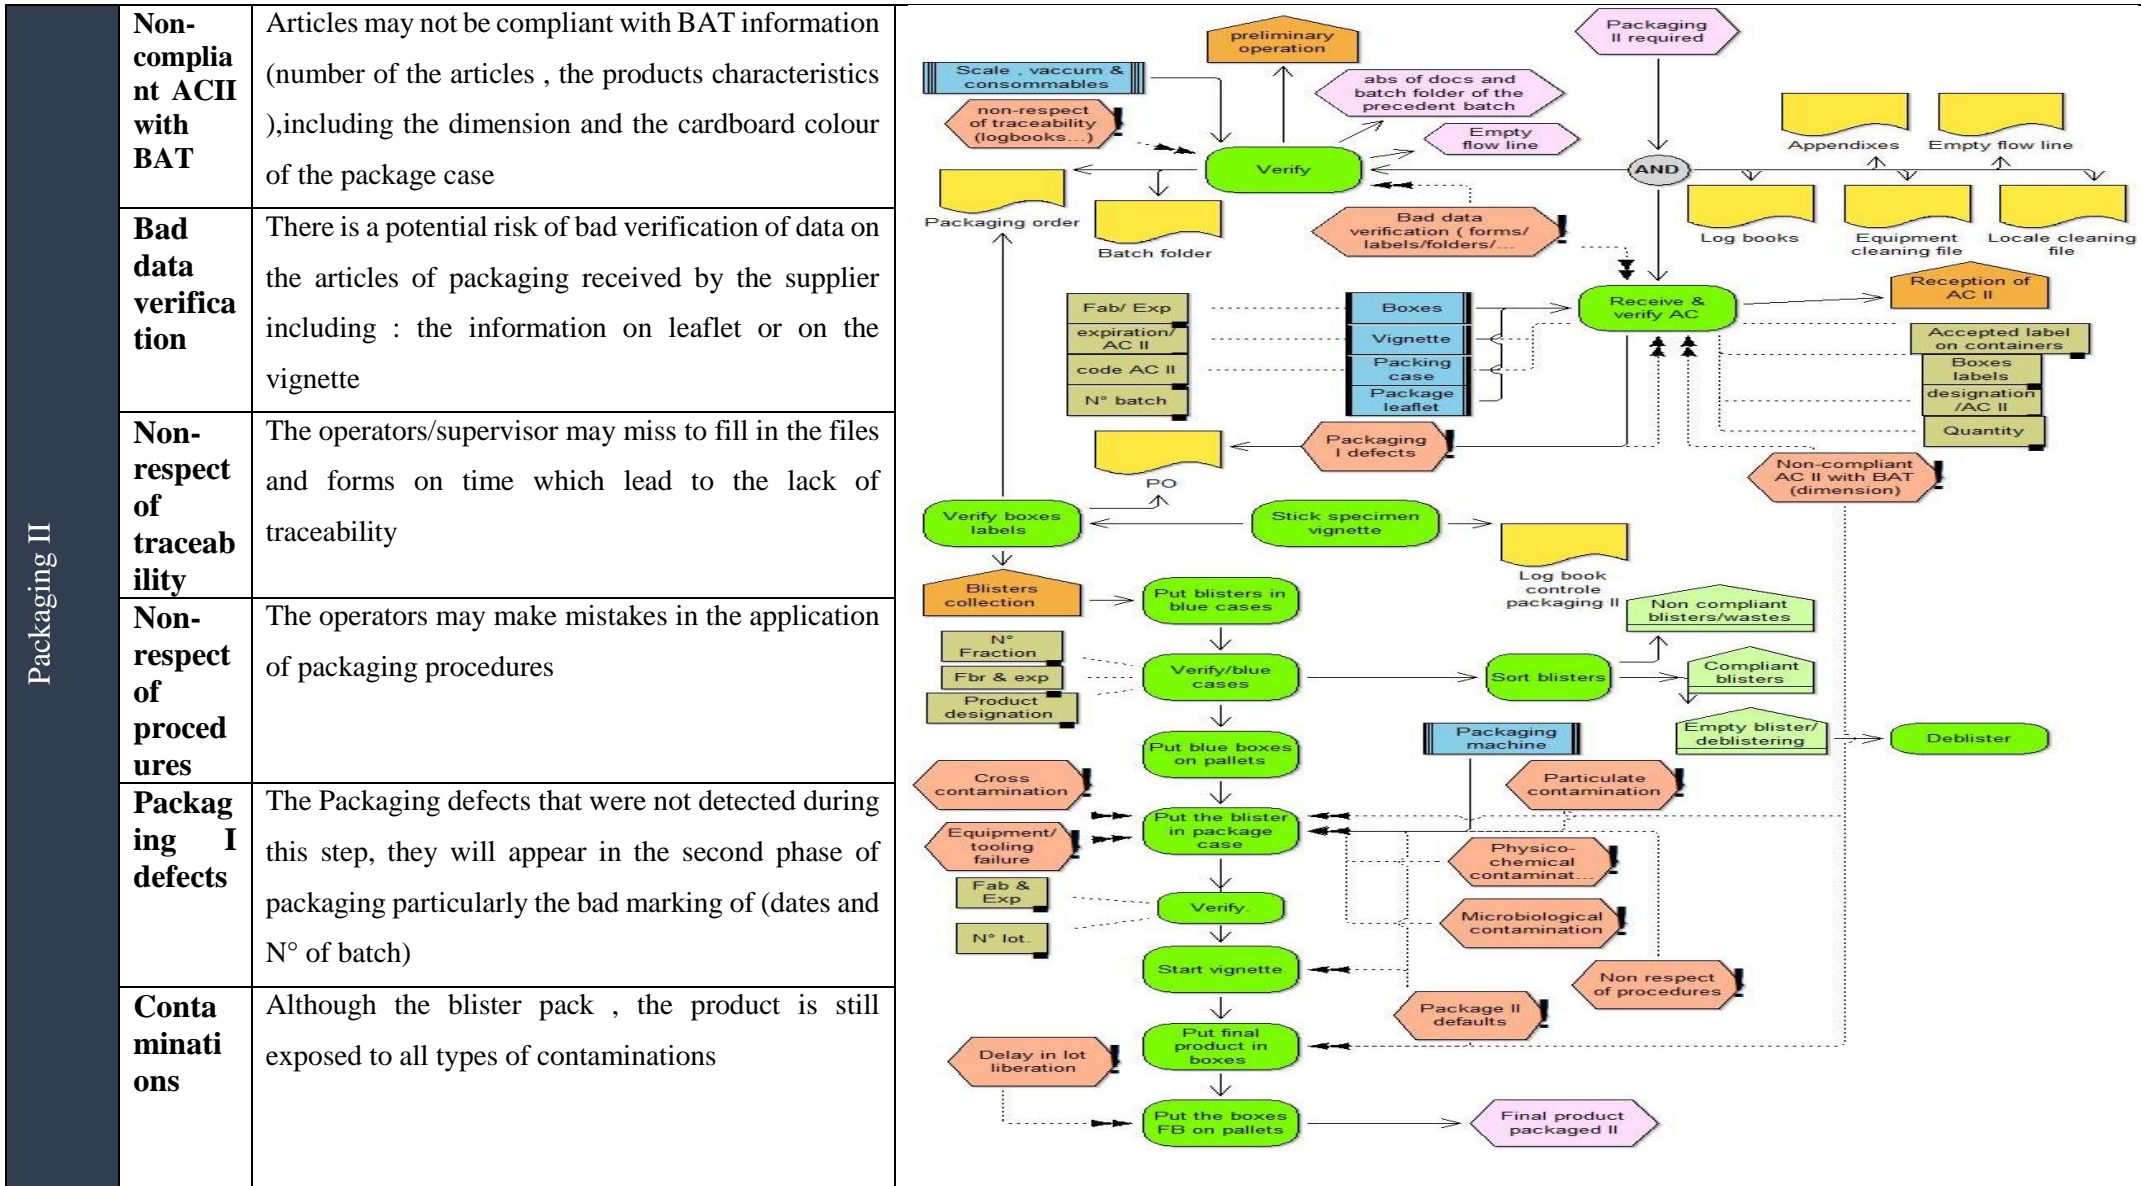 Packaging II
Non-
complia
nt ACII
with
BAT
Articles may not be compliant with BAT information
(number of the articles , the products characteristics
),including the dimension and the cardboard colour
of the package case
Bad
data
verifica
tion
There is a potential risk of bad verification of data on
the articles of packaging received by the supplier
including : the information on leaflet or on the
vignette
Non-
respect
of
traceab
ility
The operators/supervisor may miss to fill in the files
and forms on time which lead to the lack of
traceability
Non-
respect
of
proced
ures
The operators may make mistakes in the application
of packaging procedures
Packag
ing I
defects
The Packaging defects that were not detected during
this step, they will appear in the second phase of
packaging particularly the bad marking of (dates and
N° of batch)
Conta
minati
ons
Although the blister pack , the product is still
exposed to all types of contaminations
preliminary
operation
Packaging
II required
Scale , vaccum &
consommables
abs of docs and
batch folder of the
precedent batch
non-respect
of traceability
(logbooks...)
Empty
flow line
Verify
AND
Appendixes
Empty flow line
Packaging order
Batch folder
Bad data
verification ( forms/
labels/folders/...
Log books
Equipment
cleaning file
Locale cleaning
file
Fab/ Exp
expiration/
AC II
code AC II
N° batch
Boxes
Vignette
Packing
case
Package
leaflet
Receive &
verify AC
Reception of
AC II
Accepted label
on containers
Boxes
labels
designation
/AC II
Quantity
Packaging
I defects
PO
Non-compliant
AC II with BAT
(dimension)
Verify boxes
labels
Stick specimen
vignette
Log book
controle
packaging II
Blisters
collection
Put blisters in
blue cases
Non compliant
blisters/wastes
N°
Fraction
Fbr & exp
Product
designation
Verify/blue
cases
Sort blisters
Compliant
blisters
Put blue boxes
on pallets
Packaging
machine
Empty blister/
deblistering
Deblister
Cross
contamination
Particulate
contamination
Put the blister
in package
case
Equipment/
tooling
failure
Physico-
chemical
contaminat...
Fab &
Exp
Verify.
N° lot.
Microbiological
contamination
Start vignette
Non respect
of procedures
Package II
defaults
Put final
product in
boxes
Delay in lot
liberation
Put the boxes
FB on pallets
Final product
packaged II